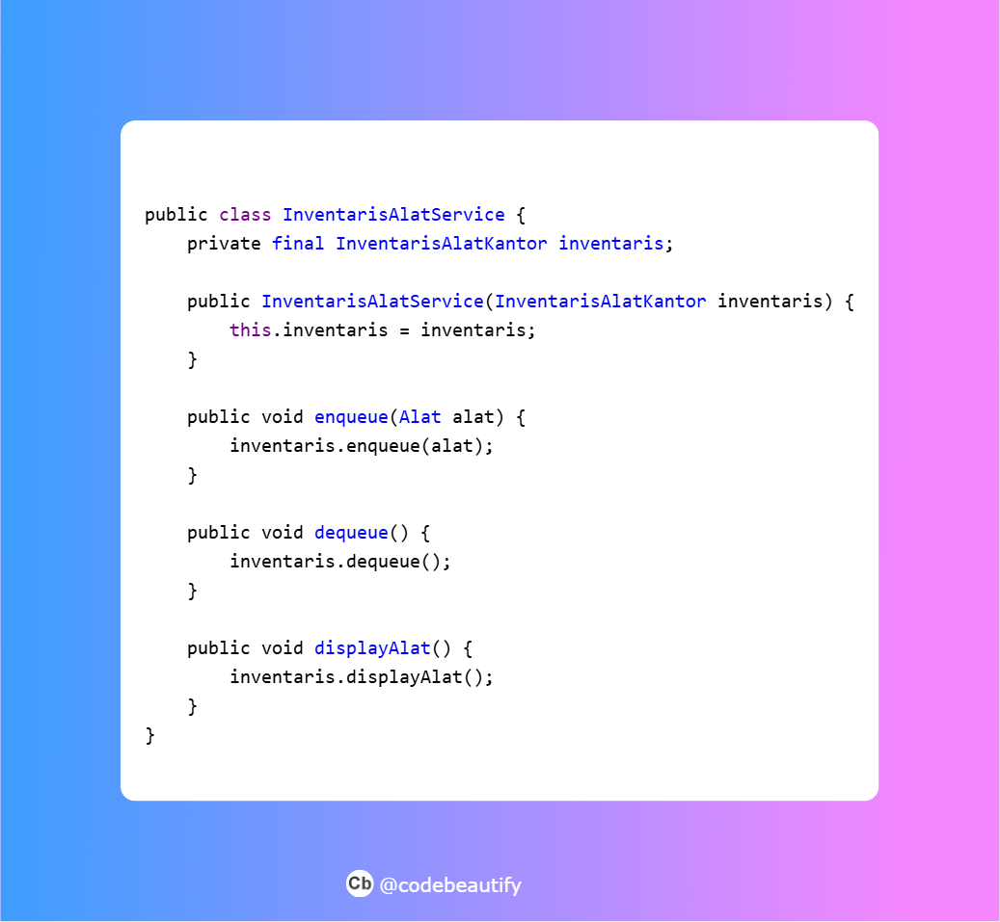 public class InventarisAlatService {
    private final InventarisAlatKantor inventaris;

    public InventarisAlatService(InventarisAlatKantor inventaris) {
        this.inventaris = inventaris;
    }

    public void enqueue(Alat alat) {
        inventaris.enqueue(alat);
    }

    public void dequeue() {
        inventaris.dequeue();
    }

    public void displayAlat() {
        inventaris.displayAlat();
    }
}
Cb @codebeautify